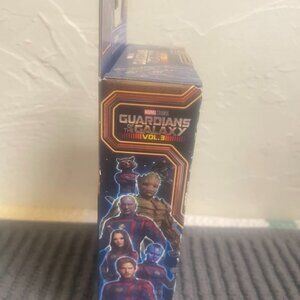 MARVEL STUDIOS
GUARDIANS
OF THE GALAXY
VOL.3